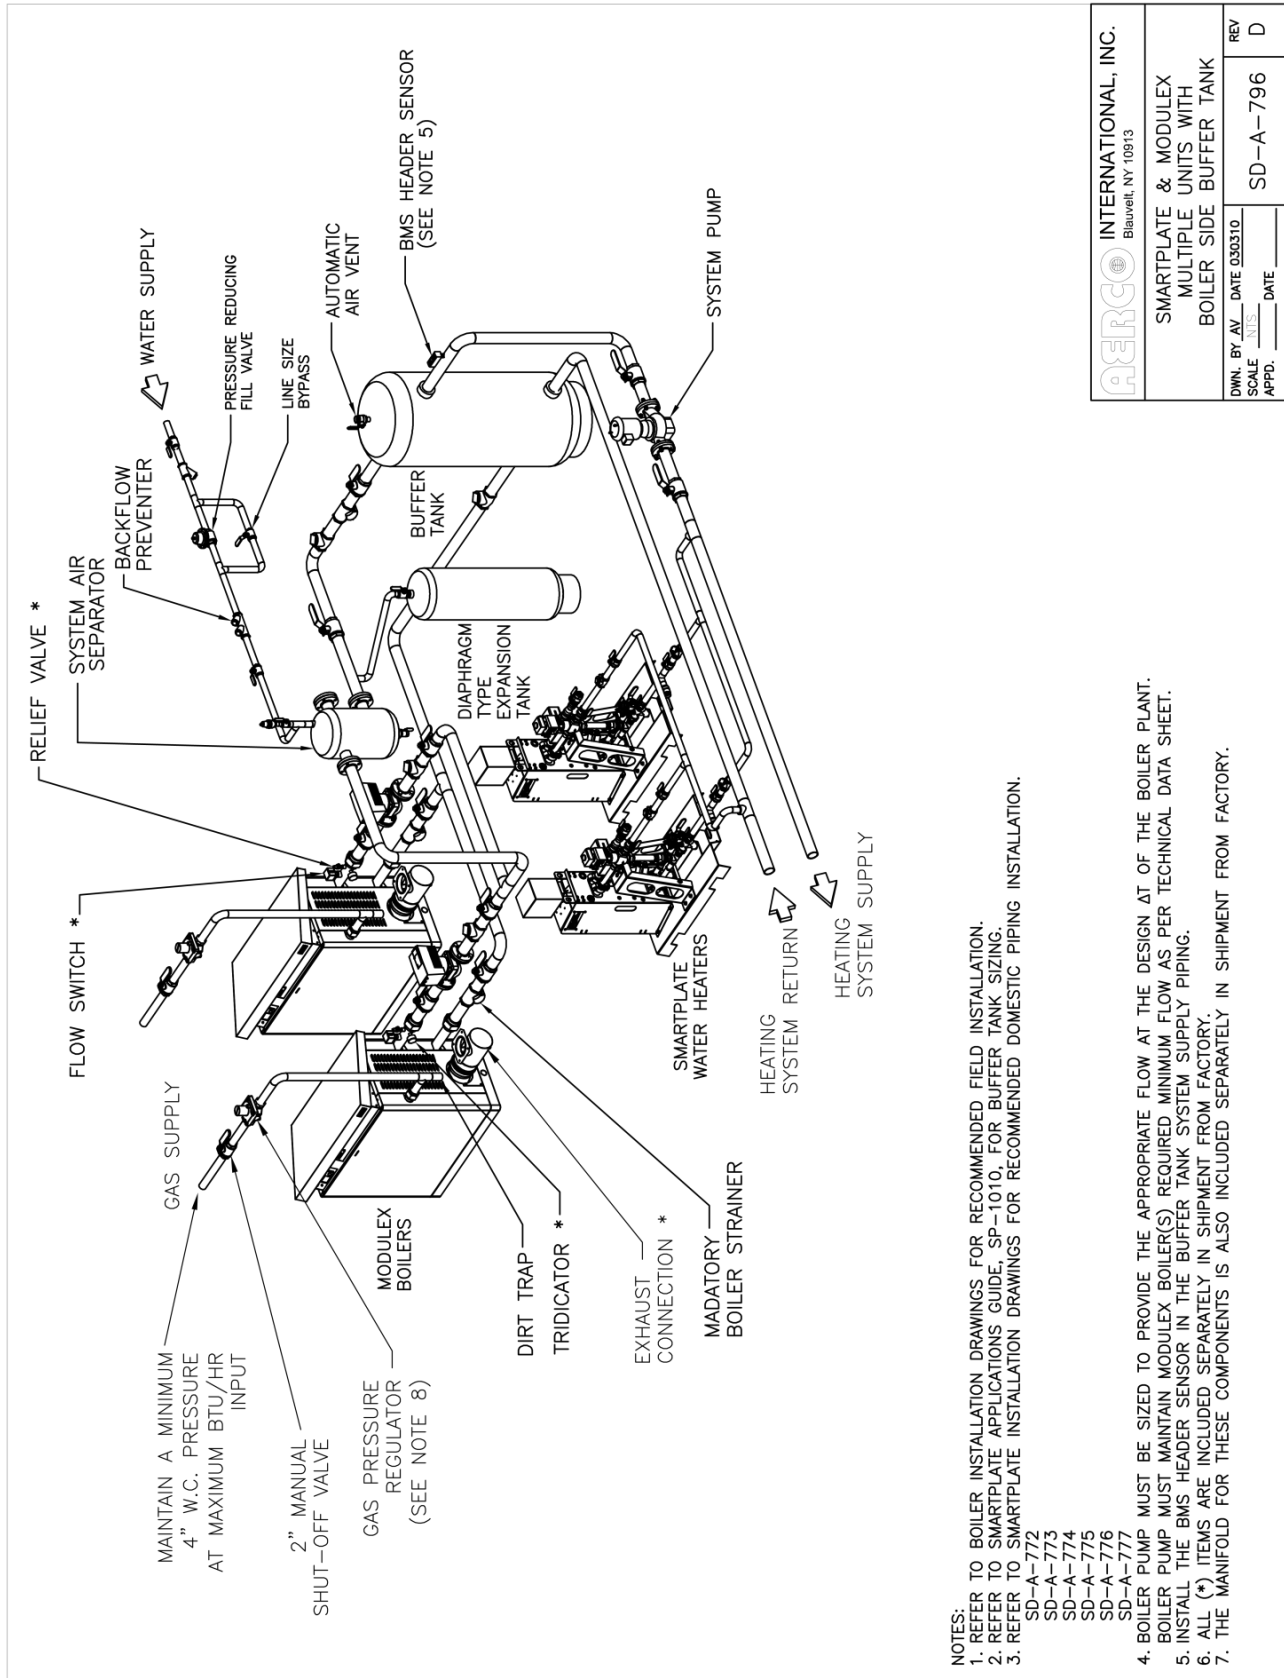 RELIEF VALVE *
SYSTEM AIR
SEPARATOR
BACKFLOW
PREVENTER
WATER SUPPLY
PRESSURE REDUCING
FILL VALVE
LINE SIZE
BYPASS
AUTOMATIC
AIR VENT
BMS HEADER SENSOR
(SEE NOTE 5)
FLOW SWITCH *
GAS SUPPLY
MAINTAIN A MINIMUM
4" W.C. PRESSURE
AT MAXIMUM BTU/HR
INPUT
2" MANUAL
SHUT-OFF VALVE
GAS PRESSURE
REGULATOR
(SEE NOTE 8)
MODULEX
BOILERS
BUFFER
TANK
DIAPHRAGM
TYPE
EXPANSION
TANK
DIRT TRAP
TRIDICATOR *
EXHAUST
CONNECTION *
MADATORY
BOILER STRAINER
SMARTPLATE
WATER HEATERS
HEATING
SYSTEM RETURN
HEATING
SYSTEM SUPPLY
SYSTEM PUMP
NOTES:
1. REFER TO BOILER INSTALLATION DRAWINGS FOR RECOMMENDED FIELD INSTALLATION.
2. REFER TO SMARTPLATE APPLICATIONS GUIDE, SP-1010, FOR BUFFER TANK SIZING.
3. REFER TO SMARTPLATE INSTALLATION DRAWINGS FOR RECOMMENDED DOMESTIC PIPING INSTALLATION.
SD-A-772
SD-A-773
SD-A-774
SD-A-775
SD-A-776
SD-A-777
4. BOILER PUMP MUST BE SIZED TO PROVIDE THE APPROPRIATE FLOW AT THE DESIGN ΔT OF THE BOILER PLANT.
BOILER PUMP MUST MAINTAIN MODULEX BOILER(S) REQUIRED MINIMUM FLOW AS PER TECHNICAL DATA SHEET.
5. INSTALL THE BMS HEADER SENSOR IN THE BUFFER TANK SYSTEM SUPPLY PIPING.
6. ALL (*) ITEMS ARE INCLUDED SEPARATELY IN SHIPMENT FROM FACTORY.
7. THE MANIFOLD FOR THESE COMPONENTS IS ALSO INCLUDED SEPARATELY IN SHIPMENT FROM FACTORY.
AERCO INTERNATIONAL, INC.
Blauvelt, NY 10913
SMARTPLATE & MODULEX
MULTIPLE UNITS WITH
BOILER SIDE BUFFER TANK
DWN. BY AV DATE 030310
SCALE NTS
APPD. DATE
SD-A-796
REV
D